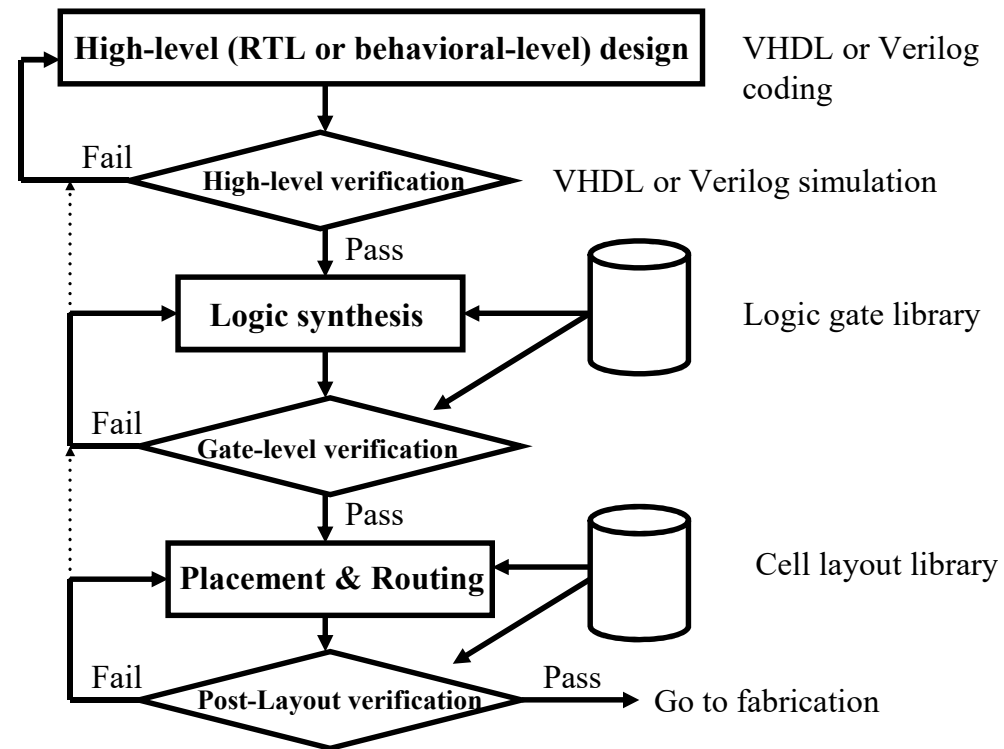 High-level (RTL or behavioral-level) design
VHDL or Verilog
coding
Fail
High-level verification
VHDL or Verilog simulation
Pass
Logic synthesis
Logic gate library
Fail
Gate-level verification
Pass
Placement & Routing
Cell layout library
Fail
Post-Layout verification
Pass
Go to fabrication